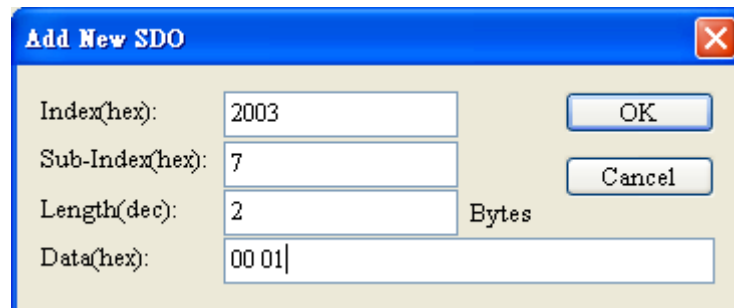 Add New SDO
Index(hex): 2003
OK
Sub-Index(hex): 7
Cancel
Length(dec): 2 Bytes
Data(hex): 00 01